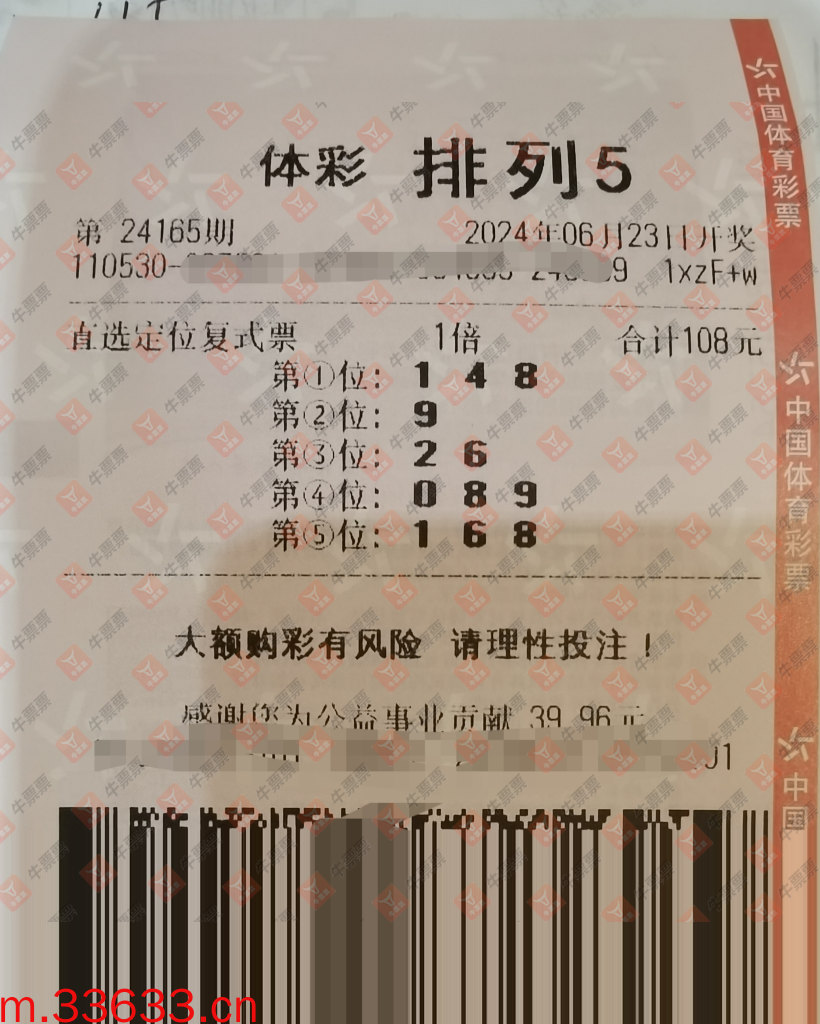 体彩 排列5
第 24165期 2024年06月23日开奖
110530- 9 1xzF+w
直选定位复式票 1倍 合计108元
第①位: 1 4 8
第②位: 9
第③位: 2 6
第④位: 0 8 9
第⑤位: 1 6 8
大额购彩有风险 请理性投注!
感谢您为公益事业贡献 39.96元
01
中国体育彩票
中国体育彩票
中国
牛票票
m.33633.cn